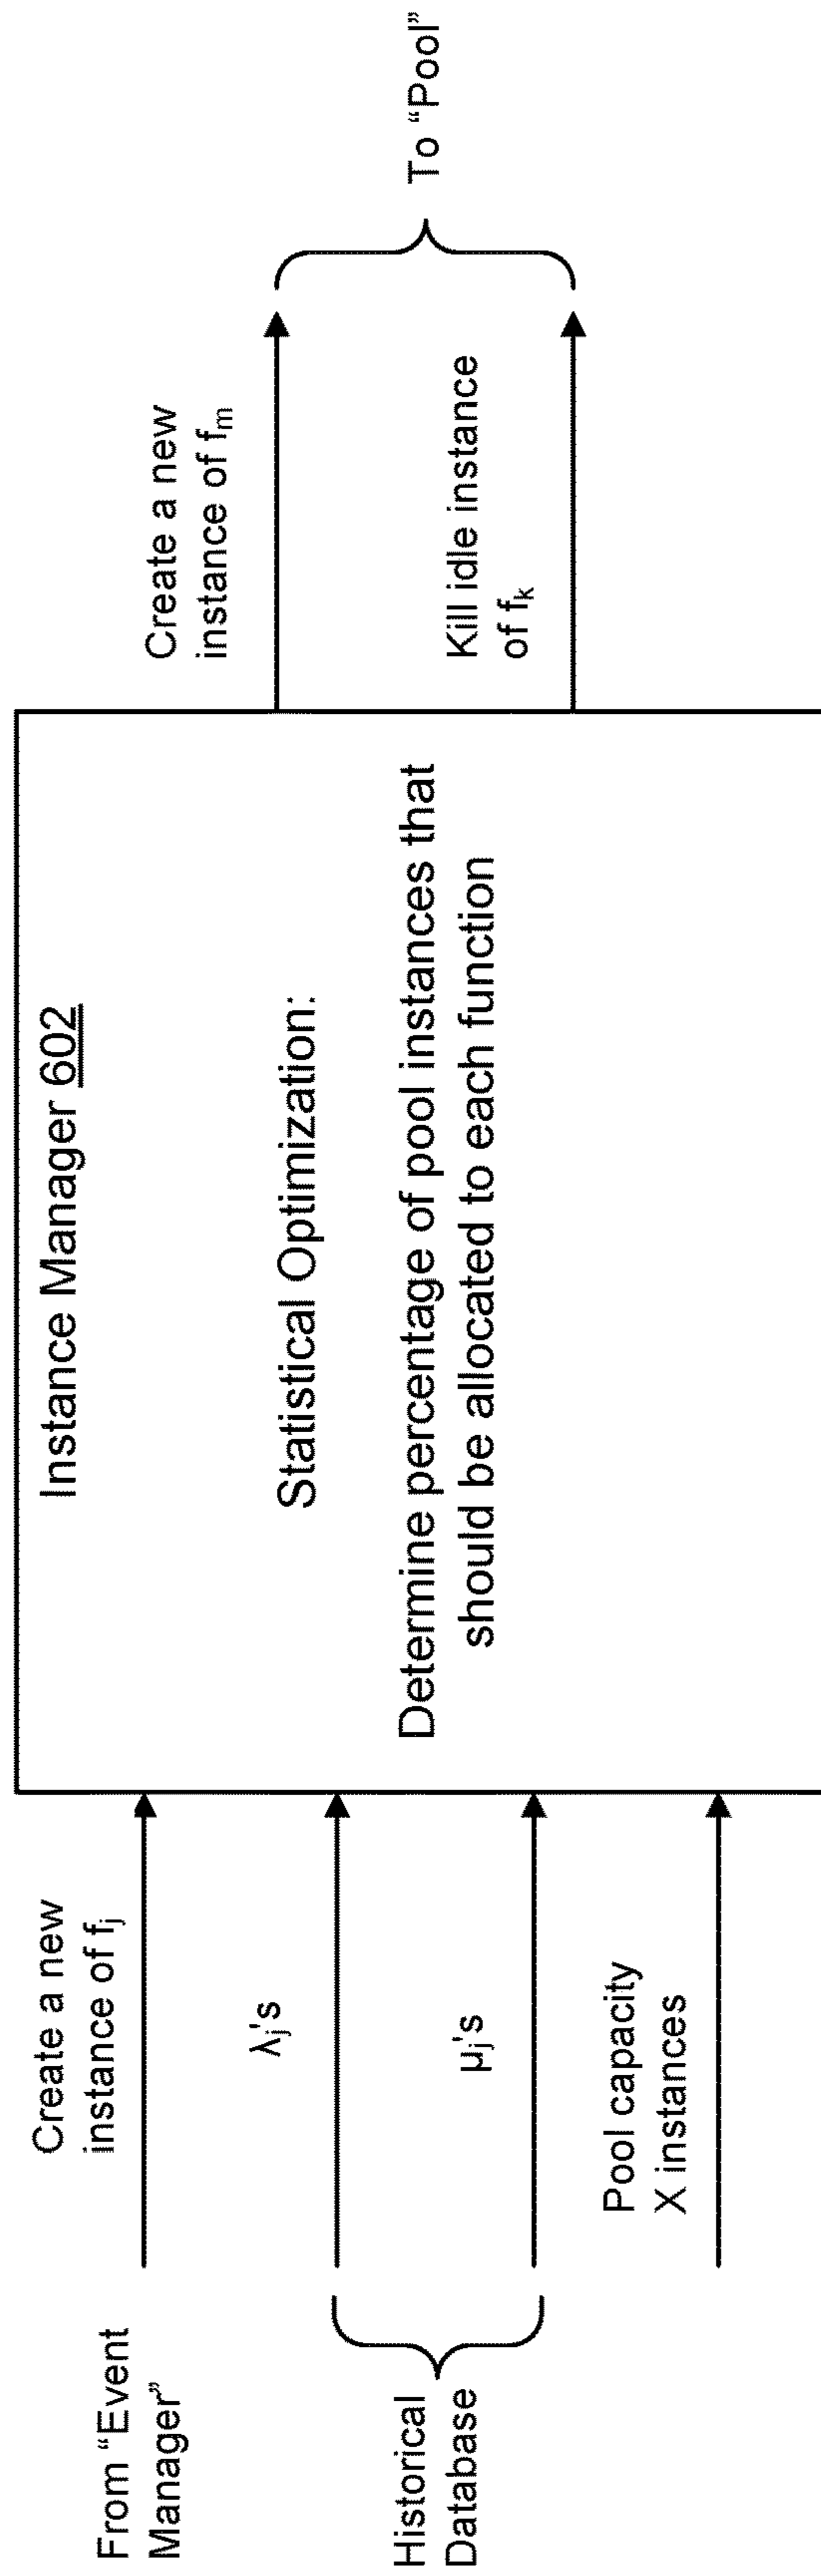 Instance Manager 602
Statistical Optimization:
Determine percentage of pool instances that
should be allocated to each function
From “Event
Manager”
Create a new
instance of fj
Historical
Database
λj's
μj's
Pool capacity
X instances
Create a new
instance of fm
Kill idle instance
of fk
To “Pool”